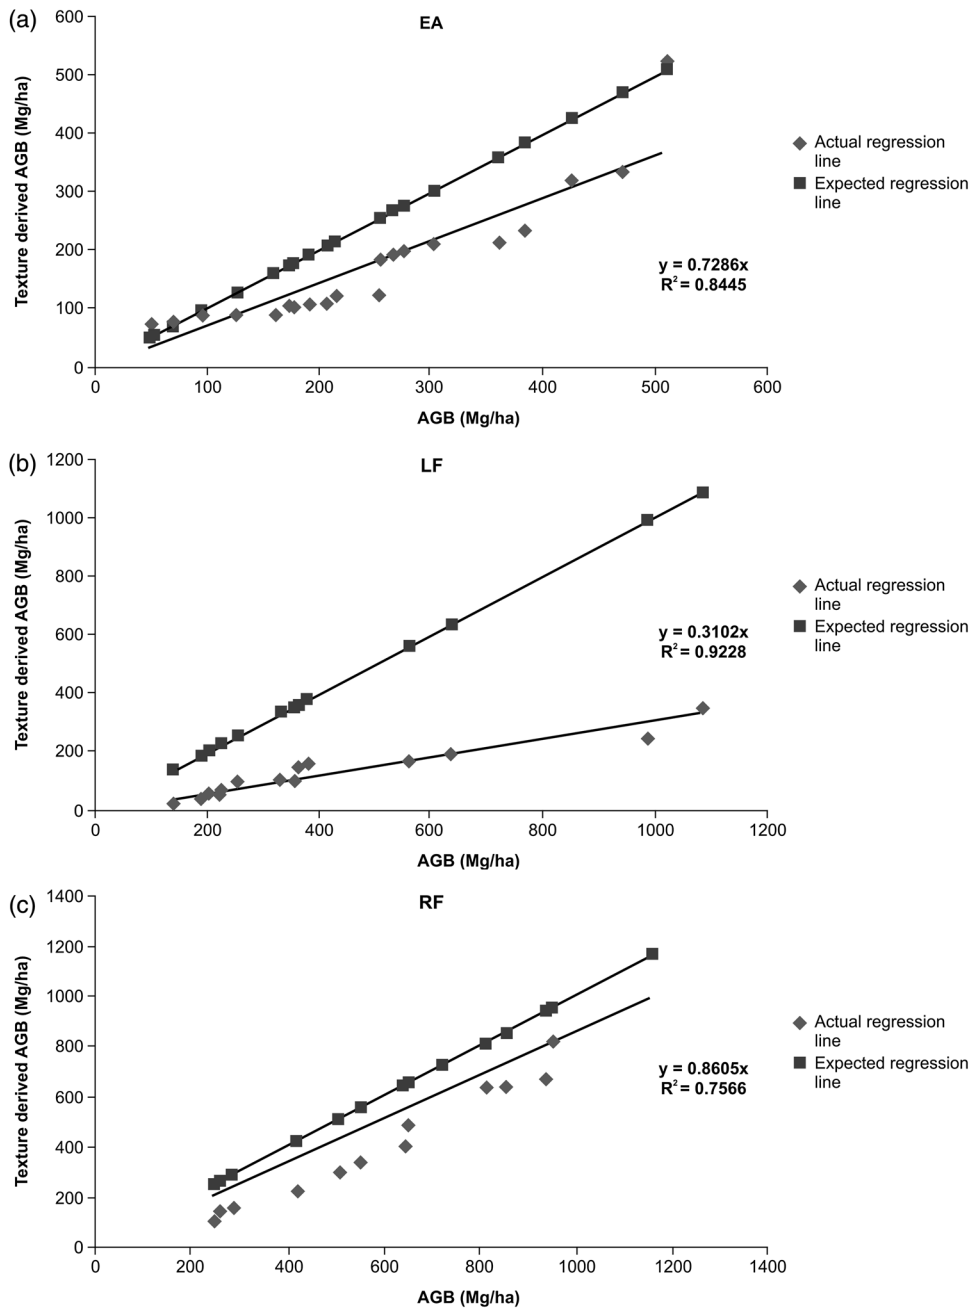 (a)
EA
600
500
400
300
200
100
0
Texture derived AGB (Mg/ha)
0 100 200 300 400 500 600
AGB (Mg/ha)
Actual regression
line
Expected regression
line
y = 0.7286x
R² = 0.8445
(b)
LF
1200
1000
800
600
400
200
0
Texture derived AGB (Mg/ha)
0 200 400 600 800 1000 1200
AGB (Mg/ha)
Actual regression
line
Expected regression
line
y = 0.3102x
R² = 0.9228
(c)
RF
1400
1200
1000
800
600
400
200
0
Texture derived AGB (Mg/ha)
0 200 400 600 800 1000 1200 1400
AGB (Mg/ha)
Actual regression
line
Expected regression
line
y = 0.8605x
R² = 0.7566